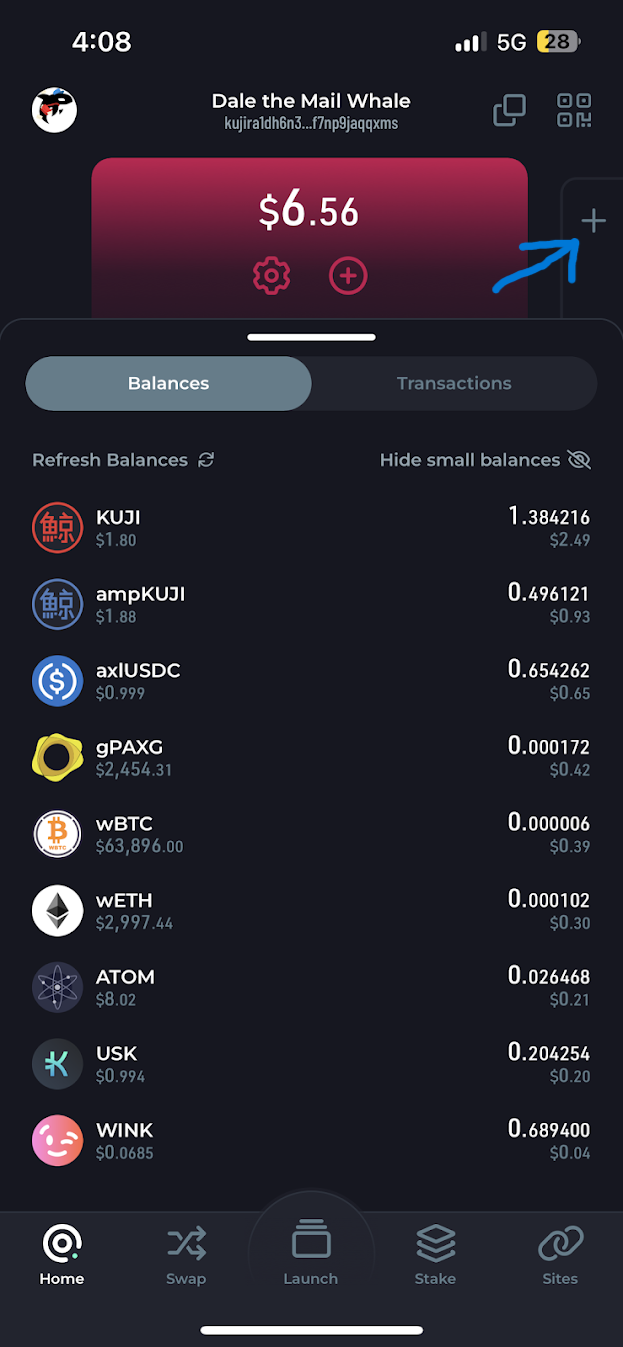 4:08
5G
28
Dale the Mail Whale
kujira1dh6n3...f7np9jaqqxms
$6.56
Balances
Transactions
Refresh Balances
Hide small balances
鯨
KUJI
1.384216
$1.80
$2.49
鯨
ampKUJI
0.496121
$1.88
$0.93
$
axlUSDC
0.654262
$0.999
$0.65
gPAXG
0.000172
$2,454.31
$0.42
WBTC
wBTC
0.000006
$63,896.00
$0.39
wETH
0.000102
$2,997.44
$0.30
ATOM
0.026468
$8.02
$0.21
USK
0.204254
$0.994
$0.20
WINK
0.689400
$0.0685
$0.04
Home
Swap
Launch
Stake
Sites